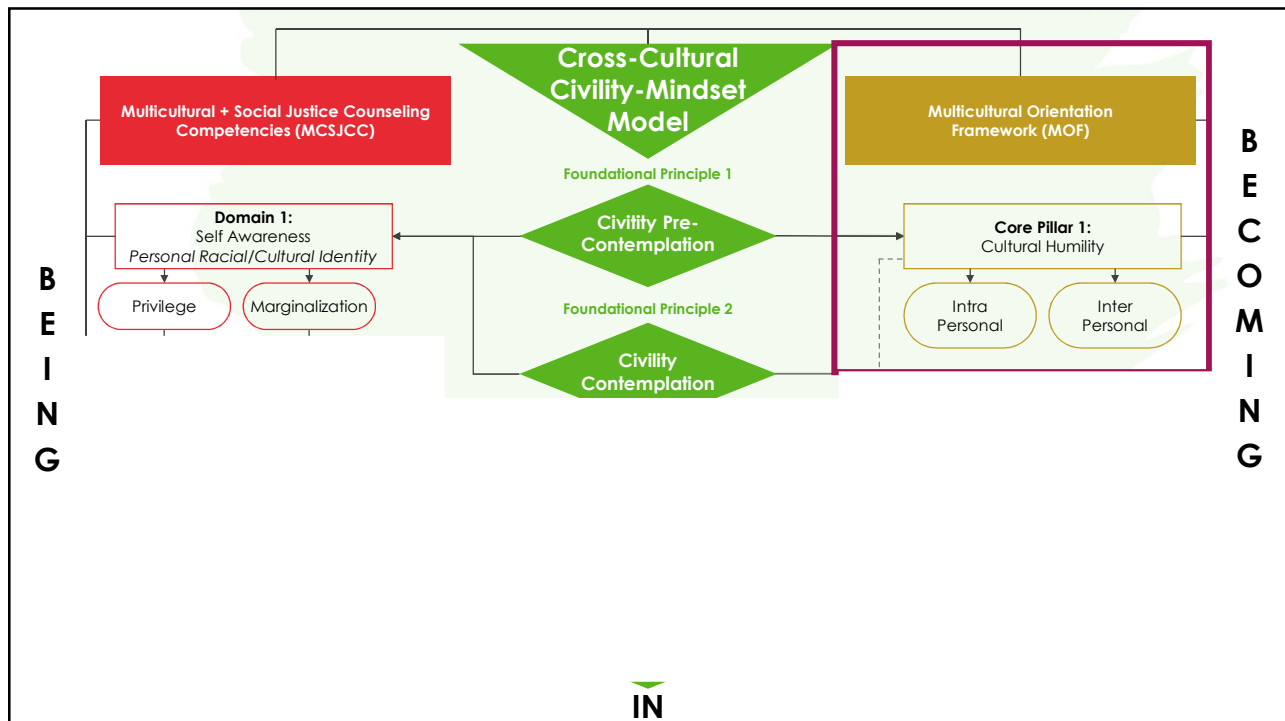 Cross-Cultural
Civility-Mindset
Model
Multicultural + Social Justice Counseling
Competencies (MCSJCC)
Multicultural Orientation
Framework (MOF)
Foundational Principle 1
Civitity Pre-
Contemplation
Domain 1:
Self Awareness
Personal Racial/Cultural Identity
Core Pillar 1:
Cultural Humility
Privilege
Marginalization
Intra
Personal
Inter
Personal
Foundational Principle 2
Civility
Contemplation
B
E
I
N
G
B
E
C
O
M
I
N
G
IN